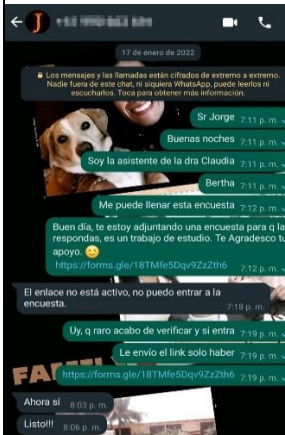 17 de enero de 2022
Los mensajes y las llamadas están cifrados de extremo a extremo.
Nadie fuera de este chat, ni siquiera WhatsApp, puede leerlos ni
escucharlos. Toca para obtener más información.
Sr Jorge 7:11 p. m.
Buenas noches 7:11 p. m.
Soy la asistente de la dra Claudia 7:11 p. m.
Bertha 7:11 p. m.
Me puede llenar esta encuesta 7:12 p. m.
Buen día, te estoy adjuntando una encuesta para q la
respondas, es un trabajo de estudio. Te Agradesco tu
apoyo. 🙂
https://forms.gle/18TMfe5Dqv9ZzZth6 7:12 p. m.
El enlace no está activo, no puedo entrar a la
encuesta. 7:18 p. m.
Uy, q raro acabo de verificar y si entra 7:19 p. m.
Le envío el link solo haber 7:19 p. m.
https://forms.gle/18TMfe5Dqv9ZzZth6 7:19 p. m.
Ahora sí 8:03 p. m.
Listo!!! 8:06 p. m.